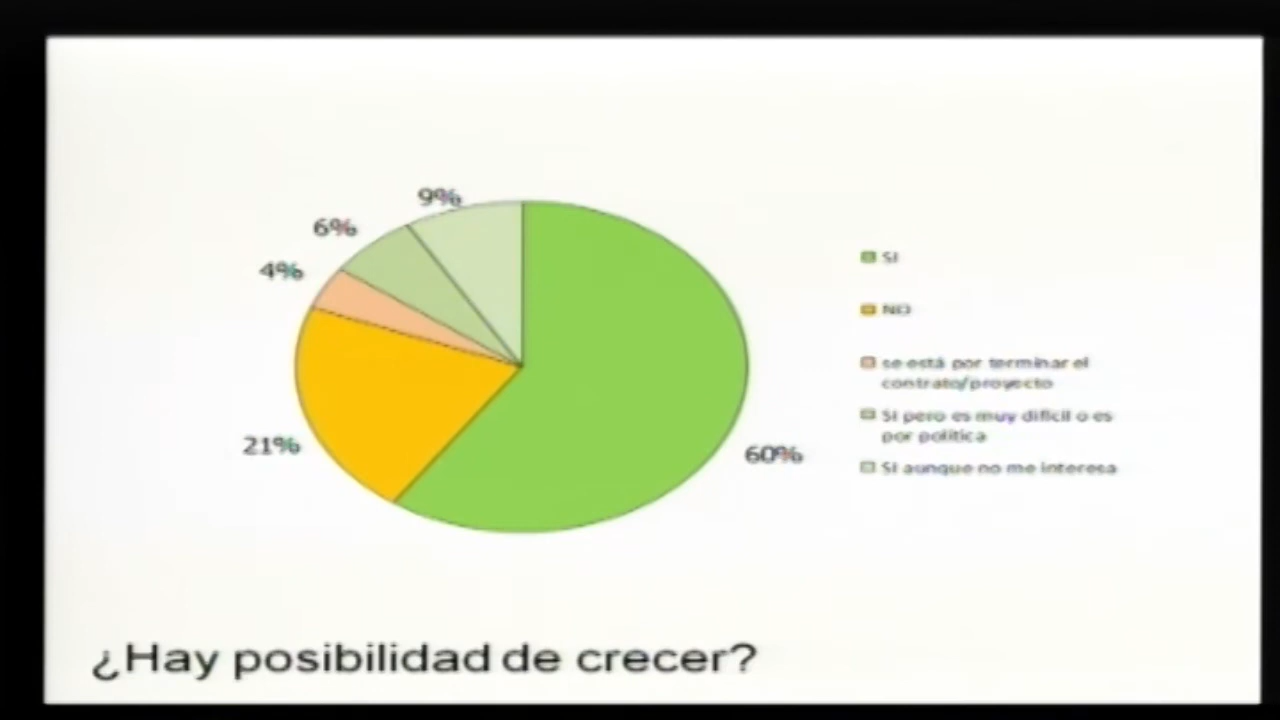 9%
6%
4%
21%
60%
SI
NO
se está por terminar el
contrato/proyecto
SI pero es muy difícil o es
por política
SI aunque no me interesa
¿Hay posibilidad de crecer?